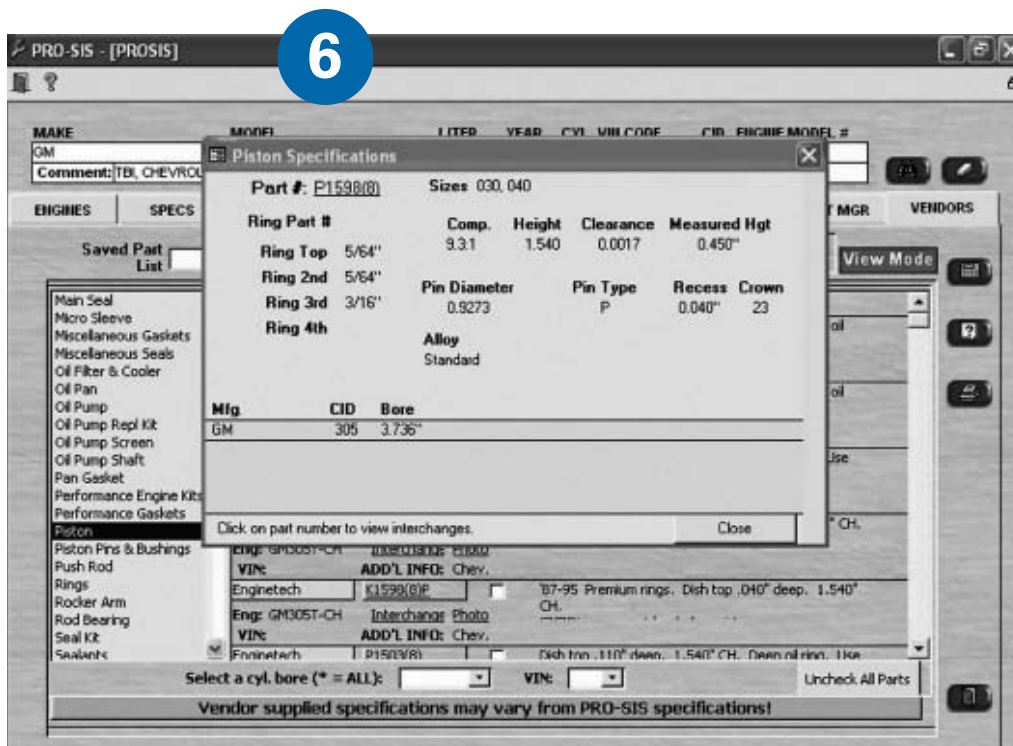 6
PRO-SIS - [PROSIS]
MAKE MODEL LITER YEAR CYL VIN CODE CID ENGINE MODEL #
GM
Comment: TBI, CHEVROL
Piston Specifications
Part #: P1598(8) Sizes 030, 040
ENGINES SPECS T MGR VENDORS
Ring Part # Comp. Height Clearance Measured Hgt
9.3:1 1.540 0.0017 0.450"
Ring Top 5/64"
Ring 2nd 5/64"
Ring 3rd 3/16"
Ring 4th
Pin Diameter Pin Type Recess Crown
0.9273 P 0.040" 23
Alloy
Standard
Mfg. CID Bore
GM 305 3.736"
Click on part number to view interchanges. Close
Saved Part
List
View Mode
Main Seal
Micro Sleeve
Miscellaneous Gaskets
Miscellaneous Seals
Oil Filter & Cooler
Oil Pan
Oil Pump
Oil Pump Repl Kit
Oil Pump Screen
Oil Pump Shaft
Pan Gasket
Performance Engine Kits
Performance Gaskets
Piston
Piston Pins & Bushings
Push Rod
Rings
Rocker Arm
Rod Bearing
Seal Kit
Sealants
oil
oil
Use
" CH.
Eng: GM305T-CH Interchange Photo
VIN: ADD'L INFO: Chev.
Enginetech K1598(8)P '87-95 Premium rings. Dish top .040" deep. 1.540"
CH.
Eng: GM305T-CH Interchange Photo
VIN: ADD'L INFO: Chev.
Enginetech P1503(8) Dish top .110" deep. 1.540" CH. Deep oil ring. Use
Select a cyl. bore (* = ALL): VIN: Uncheck All Parts
Vendor supplied specifications may vary from PRO-SIS specifications!